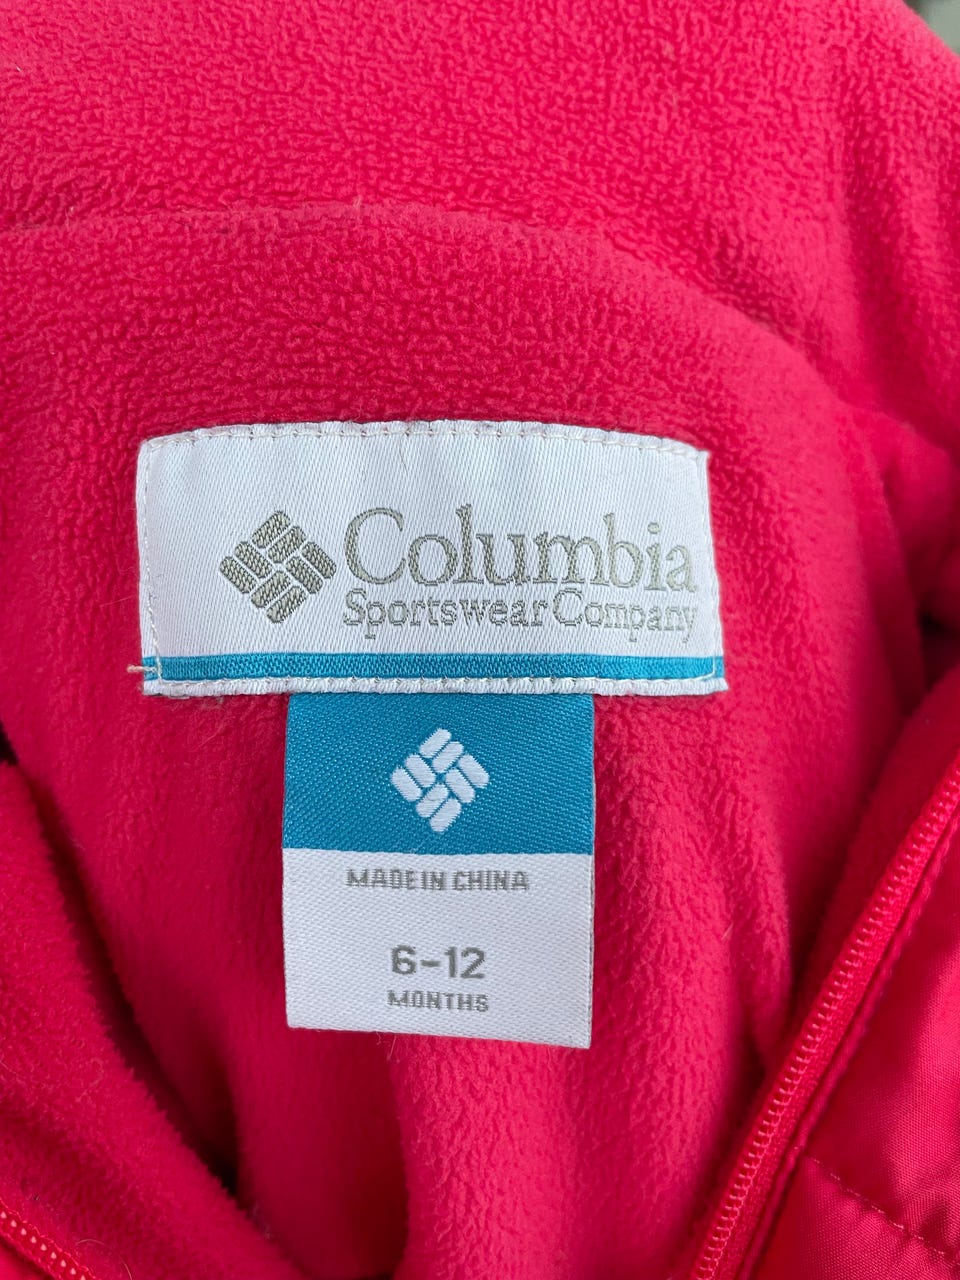 Columbia
Sportswear Company
MADE IN CHINA
6-12
MONTHS